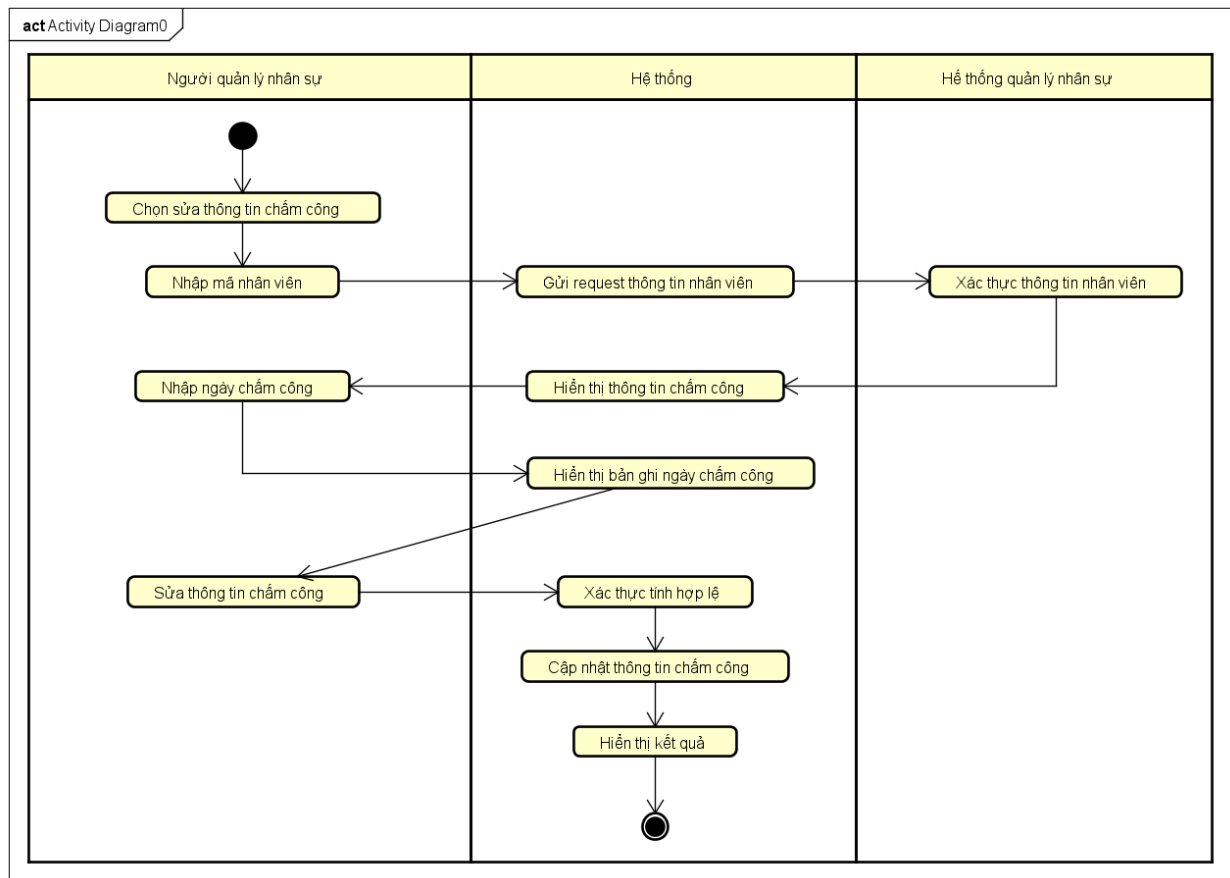 act Activity Diagram0
Người quản lý nhân sự
Hệ thống
Hế thống quản lý nhân sự
Chọn sửa thông tin chấm công
Nhập mã nhân viên
Gửi request thông tin nhân viên
Xác thực thông tin nhân viên
Nhập ngày chấm công
Hiển thị thông tin chấm công
Hiển thị bản ghi ngày chấm công
Sửa thông tin chấm công
Xác thực tính hợp lệ
Cập nhật thông tin chấm công
Hiển thị kết quả